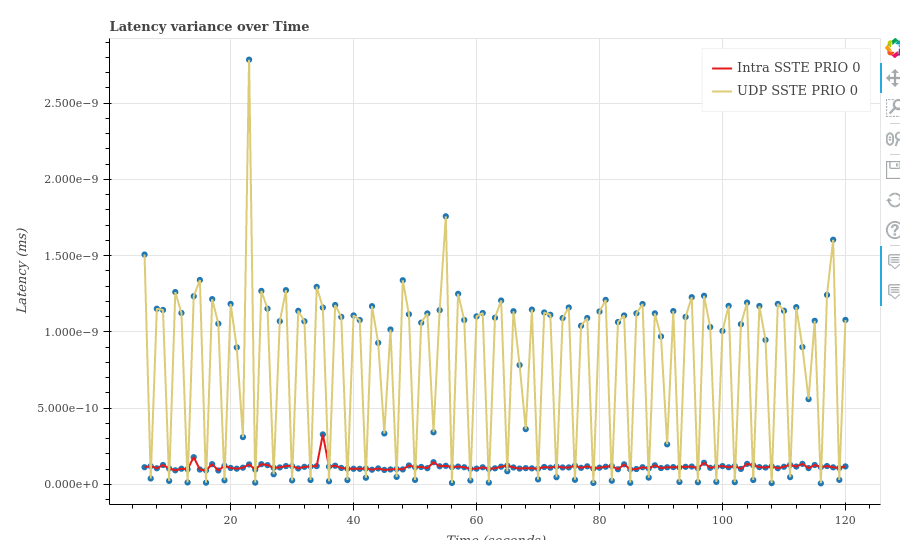 Latency variance over Time
Intra SSTE PRIO 0
UDP SSTE PRIO 0
Latency (ms)
2.500e−9
2.000e−9
1.500e−9
1.000e−9
5.000e−10
0.000e+0
20 40 60 80 100 120
Time (seconds)